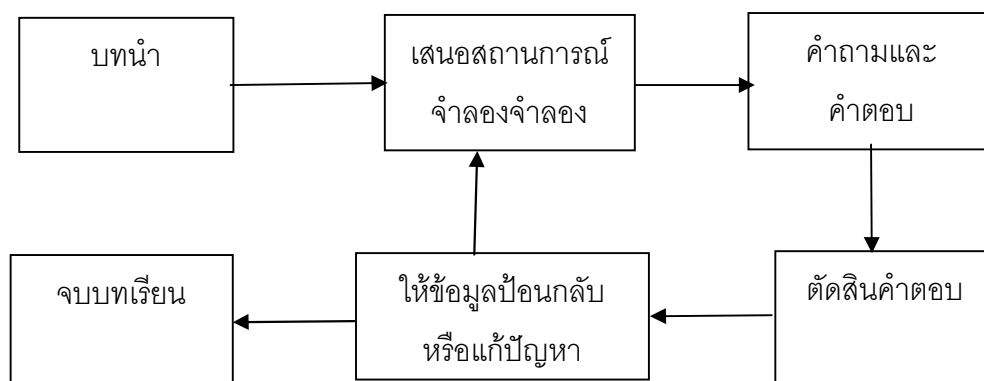 บทนำ
เสนอสถานการณ์
จำลองจำลอง
คำถามและ
คำตอบ
จบบทเรียน
ให้ข้อมูลป้อนกลับ
หรือแก้ปัญหา
ตัดสินคำตอบ